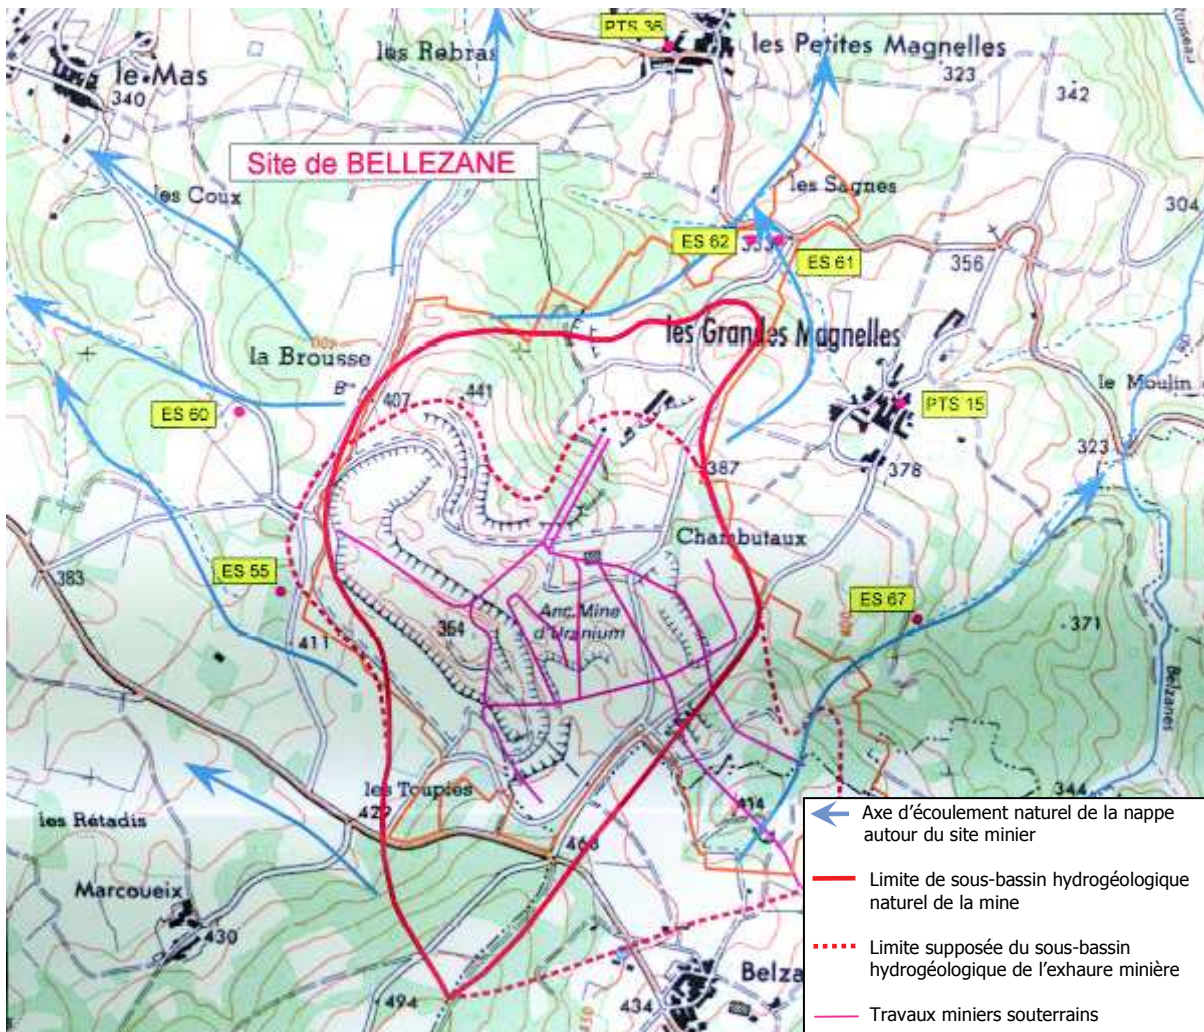 PTS 36
les Petites Magnelles
les Rebras
le Mas
340
323
342
Site de BELLEZANE
les Coux
les Sagnes
304
ES 62
ES 61
356
les Grandes Magnelles
la Brousse
le Moulin
ES 60
407
441
PTS 15
323
387
378
Chambutaux
383
ES 55
364
Anc. Mine
d'Uranium
ES 67
400
371
411
Belzanes
les Toupies
344
427
414
les Rétadis
463
Marcoueix
430
494
434
Belza
Axe d'écoulement naturel de la nappe
autour du site minier
Limite de sous-bassin hydrogéologique
naturel de la mine
Limite supposée du sous-bassin
hydrogéologique de l'exhaure minière
Travaux miniers souterrains